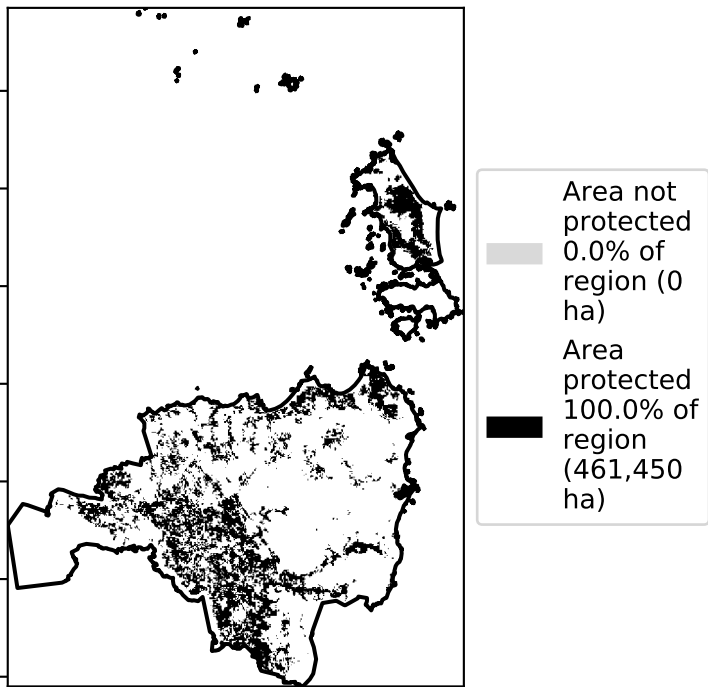 Area not
protected
0.0% of
region (0
ha)
Area
protected
100.0% of
region
(461,450
ha)